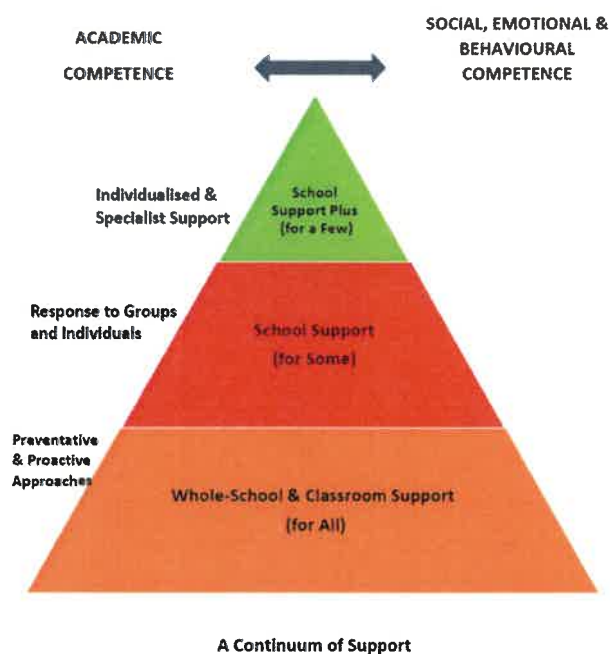 ACADEMIC
COMPETENCE
SOCIAL, EMOTIONAL &
BEHAVIOURAL
COMPETENCE
Individualised &
Specialist Support
School
Support Plus
(for a Few)
Response to Groups
and Individuals
School Support
(for Some)
Preventative
& Proactive
Approaches
Whole-School & Classroom Support
(for All)
A Continuum of Support